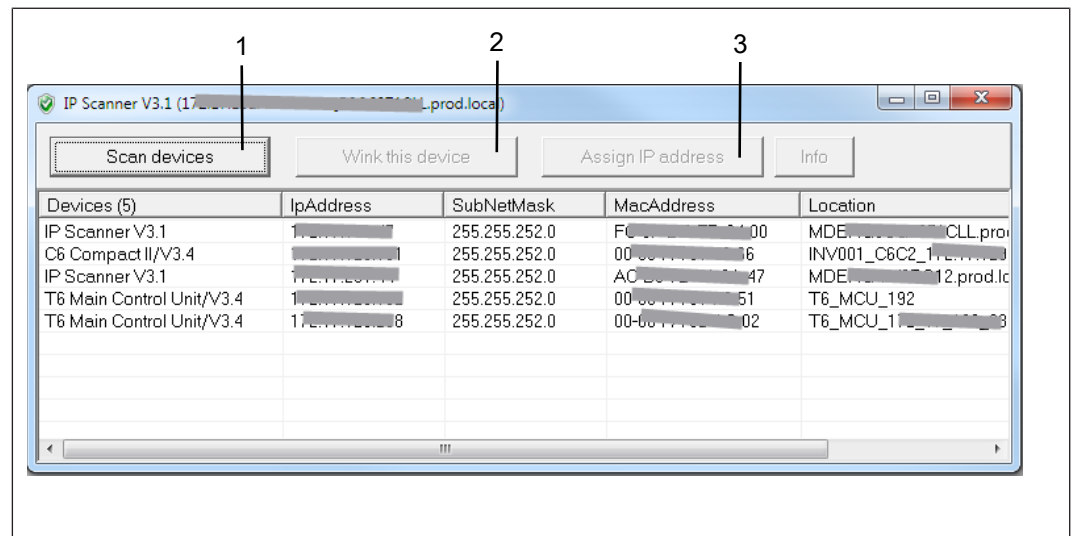 1 2 3
IP Scanner V3.1 .prod.local)
Scan devices Wink this device Assign IP address Info
Devices (5) IpAddress SubNetMask MacAddress Location
IP Scanner V3.1 255.255.252.0 00 CLL.pro
C6 Compact II/V3.4 255.255.252.0 INV001_C6C2_
IP Scanner V3.1 255.255.252.0 47 MDE 12.prod.lo
T6 Main Control Unit/V3.4 255.255.252.0 51 T6_MCU_192
T6 Main Control Unit/V3.4 255.255.252.0 02